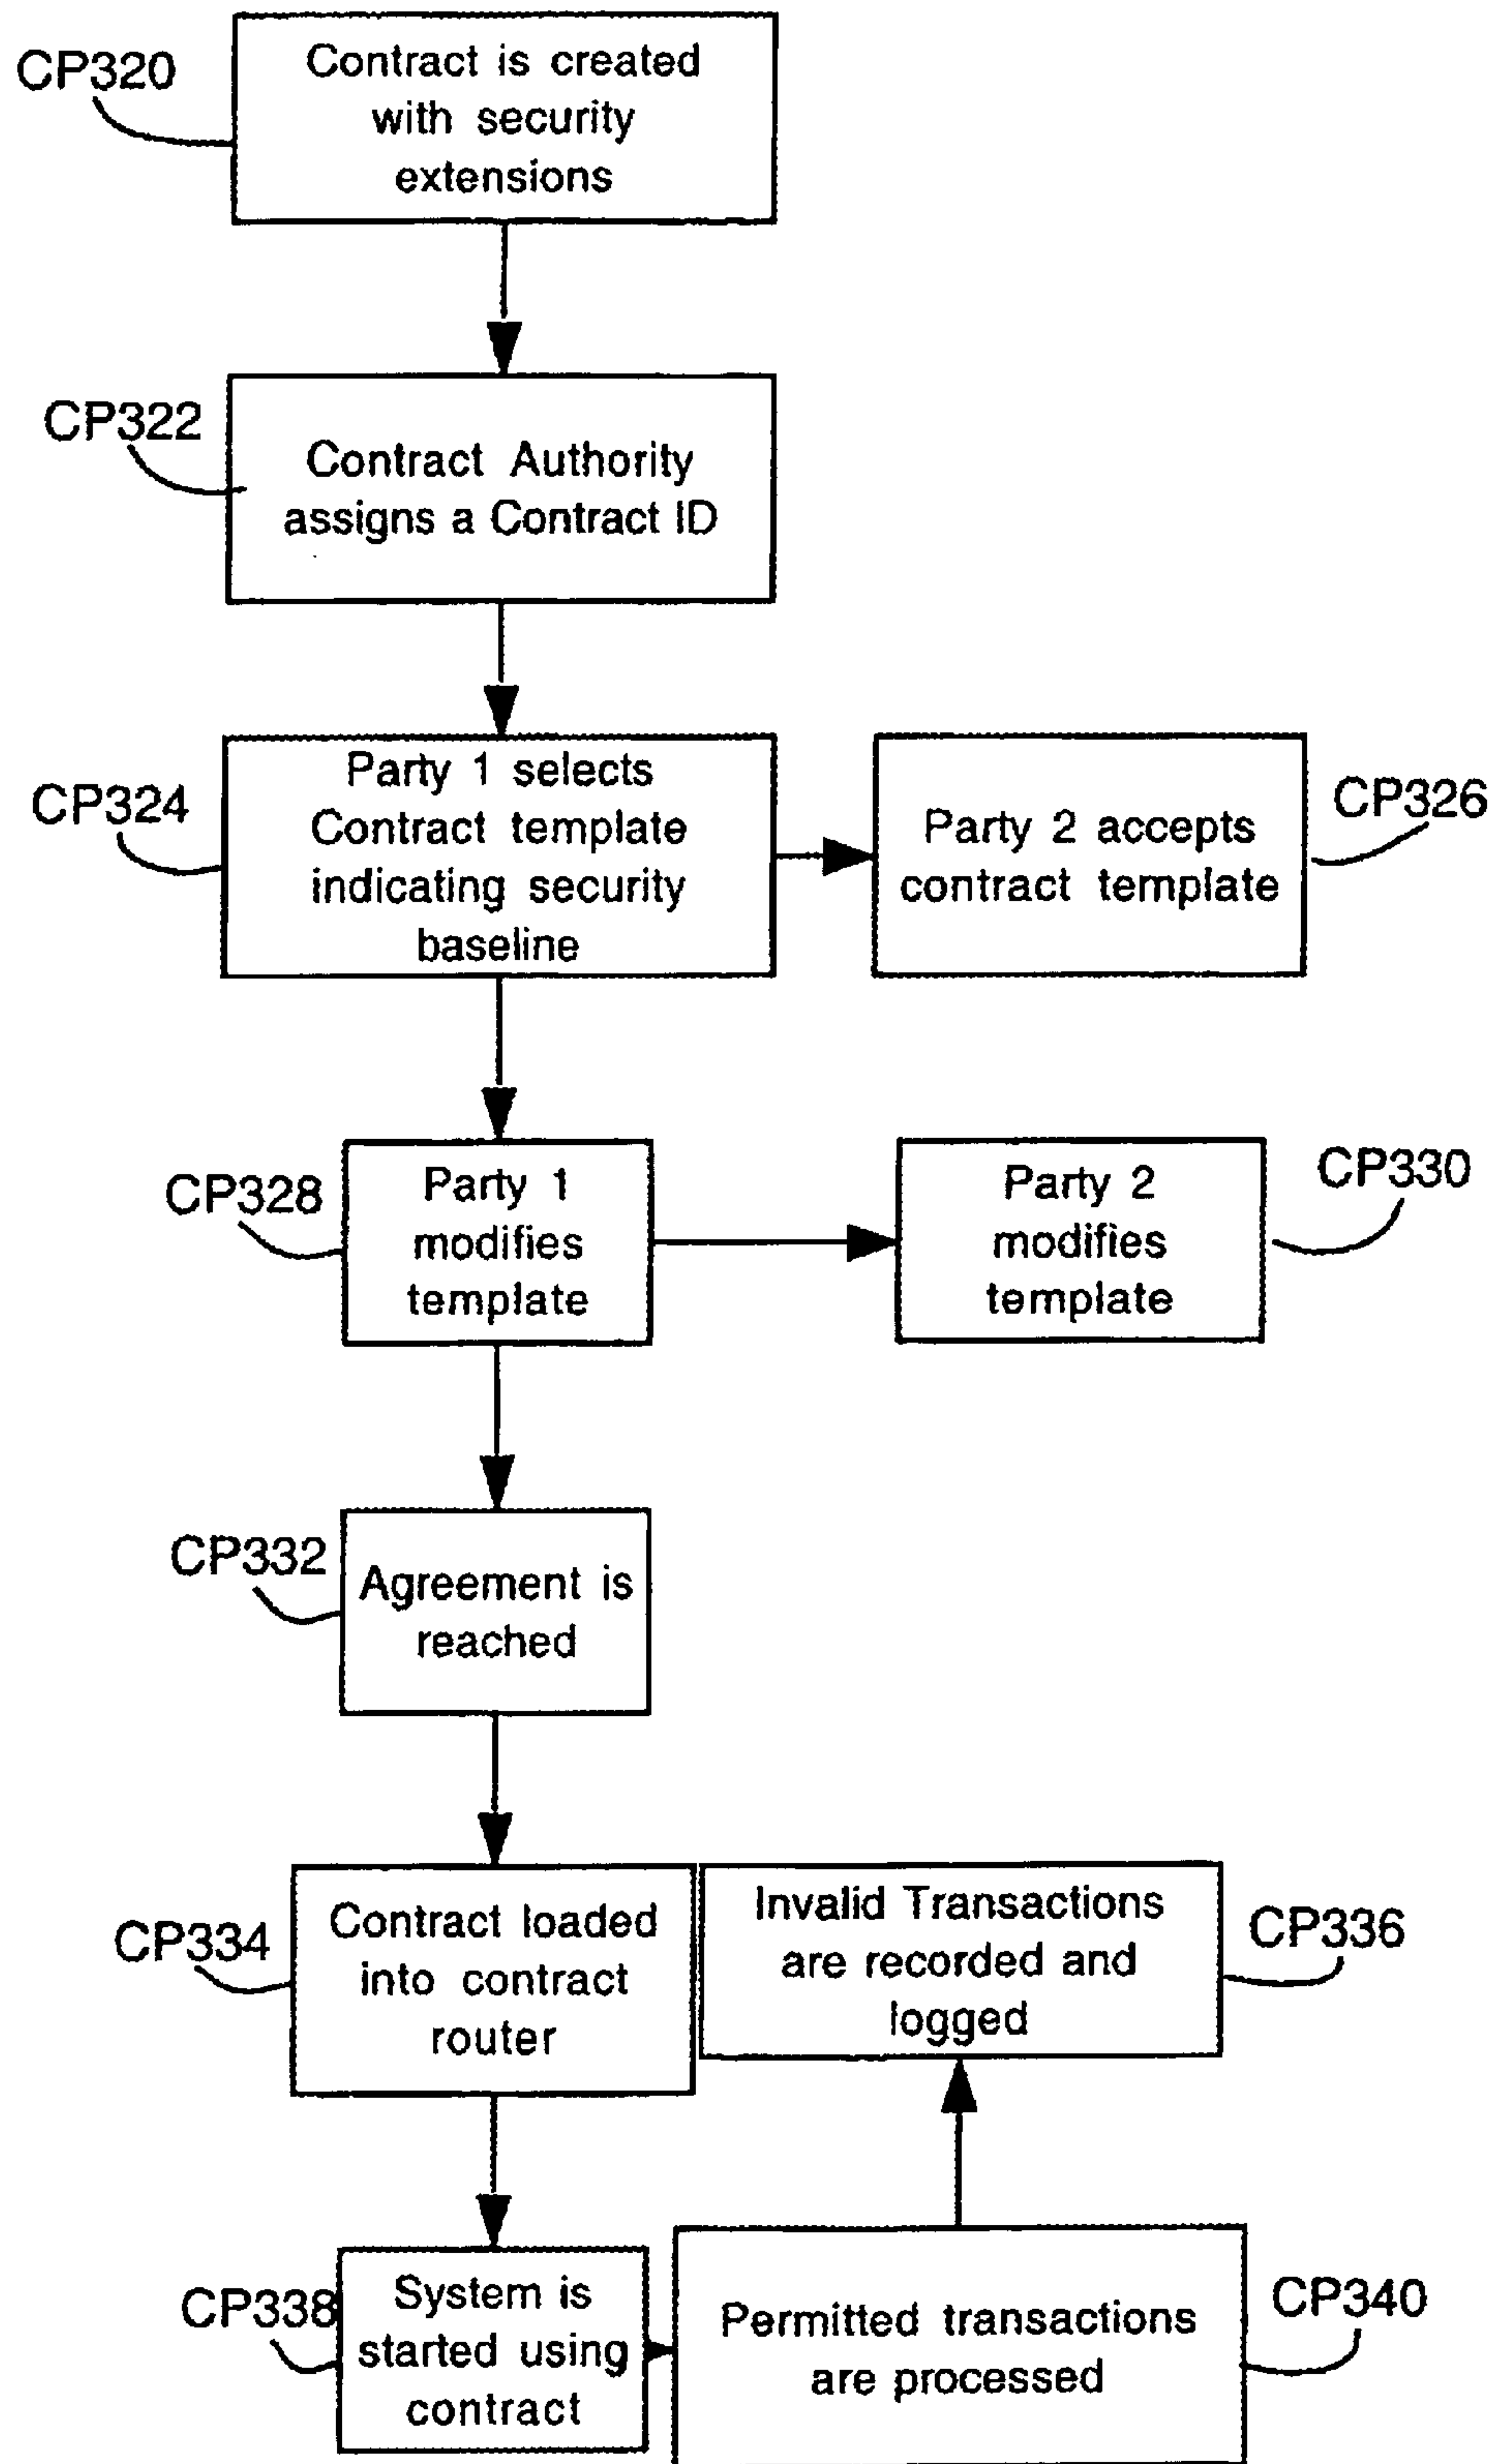 CP320
Contract is created
with security
extensions
CP322
Contract Authority
assigns a Contract ID
CP324
Party 1 selects
Contract template
indicating security
baseline
Party 2 accepts
contract template
CP326
CP328
Party 1
modifies
template
Party 2
modifies
template
CP330
CP332
Agreement is
reached
CP334
Contract loaded
into contract
router
Invalid Transactions
are recorded and
logged
CP336
CP338
System is
started using
contract
Permitted transactions
are processed
CP340